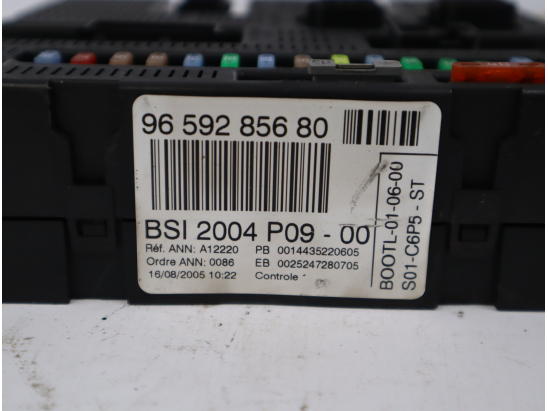 96 592 856 80
BSI 2004 P09 - 00
Réf. ANN: A12220 PB 0014435220605
Ordre ANN: 0086 EB 0025247280705
16/08/2005 10:22 Controle
BOOTL-01-06-00
S01-C6P5 - ST